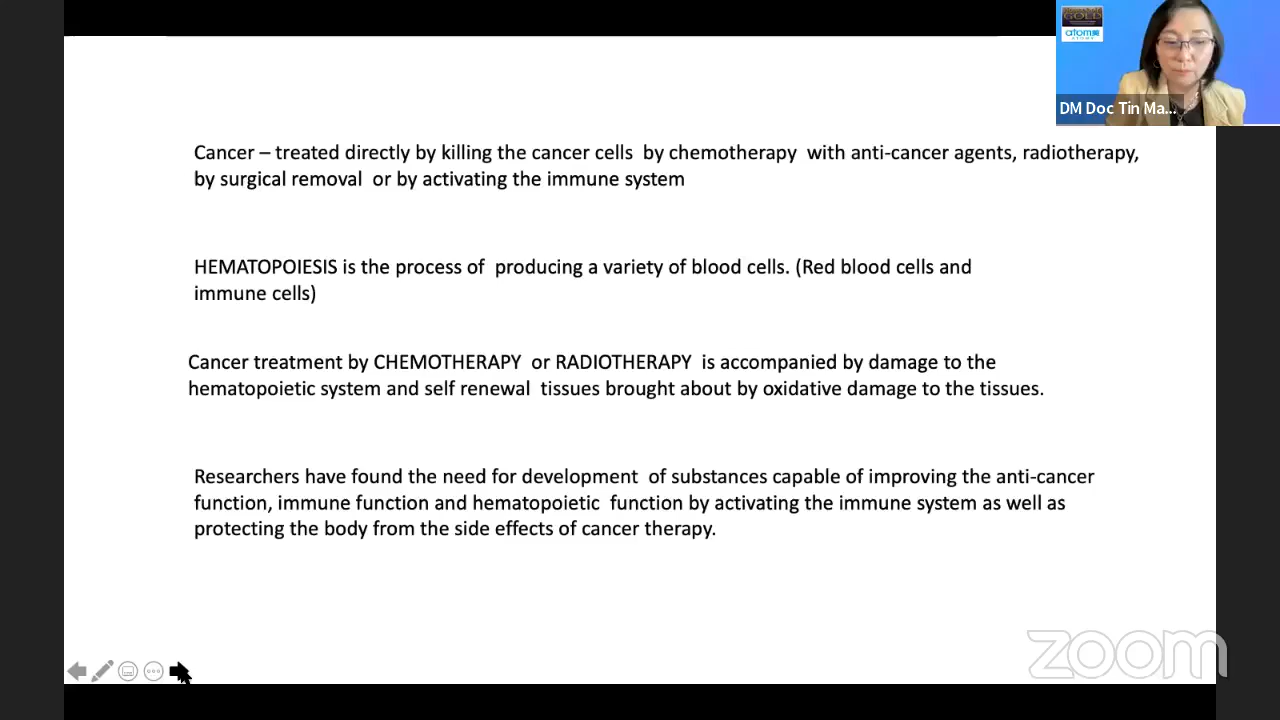 GOLD
atomy
DM Doc Tin Ma...
Cancer – treated directly by killing the cancer cells by chemotherapy with anti-cancer agents, radiotherapy,
by surgical removal or by activating the immune system
HEMATOPOIESIS is the process of producing a variety of blood cells. (Red blood cells and
immune cells)
Cancer treatment by CHEMOTHERAPY or RADIOTHERAPY is accompanied by damage to the
hematopoietic system and self renewal tissues brought about by oxidative damage to the tissues.
Researchers have found the need for development of substances capable of improving the anti-cancer
function, immune function and hematopoietic function by activating the immune system as well as
protecting the body from the side effects of cancer therapy.
zoom